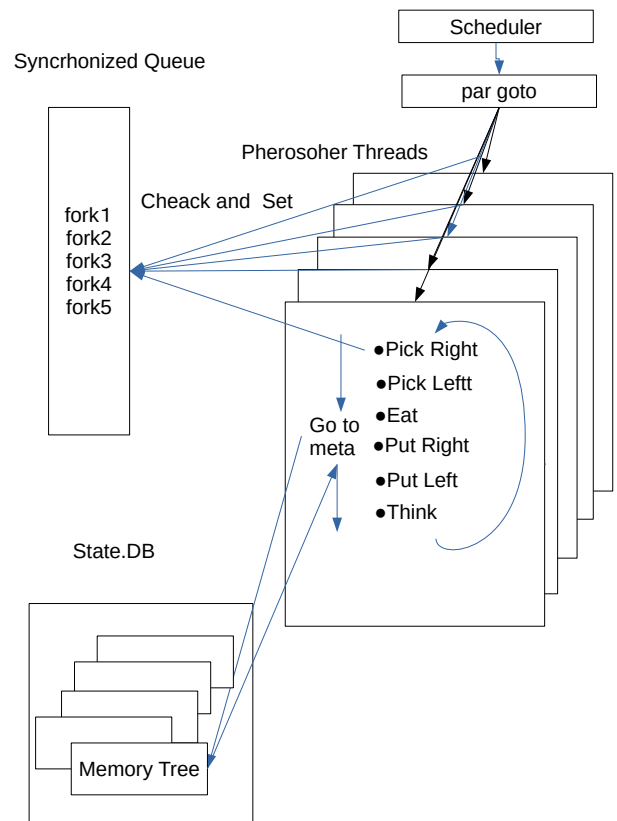 Scheduler
Syncrhonized Queue
par goto
Pherosoher Threads
Cheack and Set
fork1
fork2
fork3
fork4
fork5
●Pick Right
●Pick Leftt
●Eat
●Put Right
●Put Left
●Think
Go to
meta
State.DB
Memory Tree